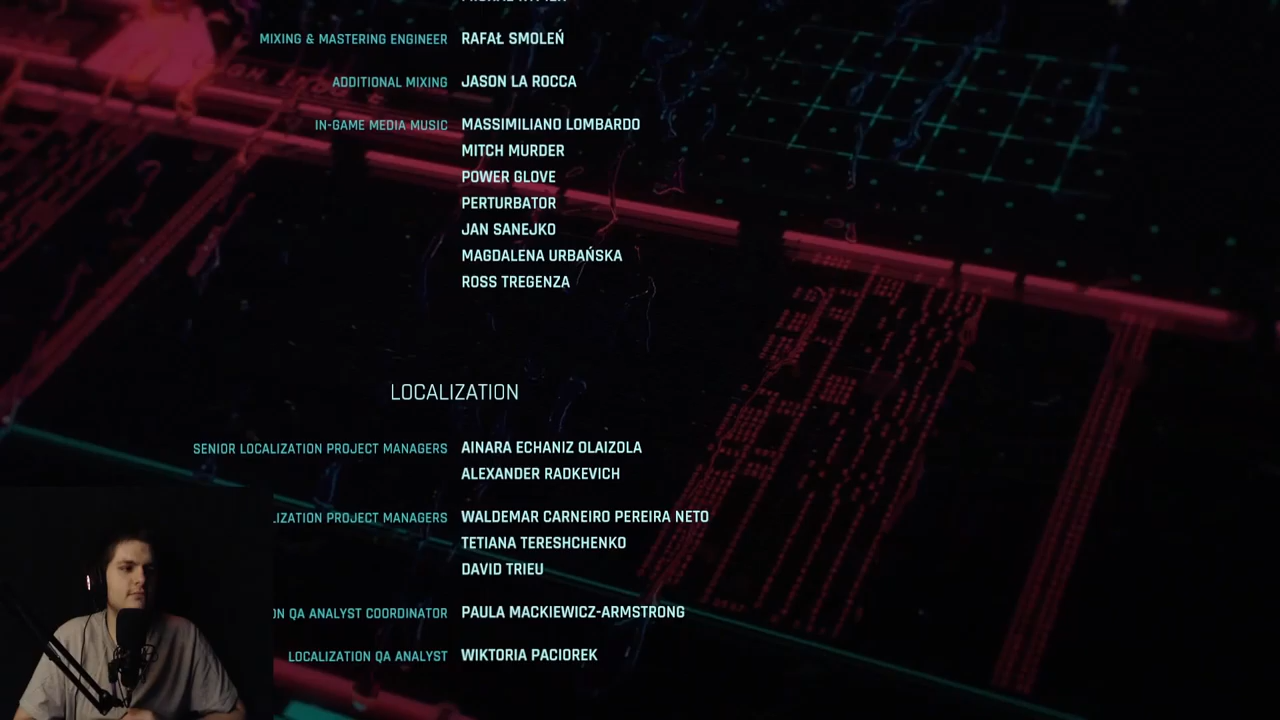 MIXING & MASTERING ENGINEER RAFAŁ SMOLEŃ
ADDITIONAL MIXING JASON LA ROCCA
IN-GAME MEDIA MUSIC MASSIMILIANO LOMBARDO
MITCH MURDER
POWER GLOVE
PERTURBATOR
JAN SANEJKO
MAGDALENA URBAŃSKA
ROSS TREGENZA
LOCALIZATION
SENIOR LOCALIZATION PROJECT MANAGERS AINARA ECHANIZ OLAIZOLA
ALEXANDER RADKEVICH
LIZATION PROJECT MANAGERS WALDEMAR CARNEIRO PEREIRA NETO
TETIANA TERESHCHENKO
DAVID TRIEU
ON QA ANALYST COORDINATOR PAULA MACKIEWICZ-ARMSTRONG
LOCALIZATION QA ANALYST WIKTORIA PACIOREK